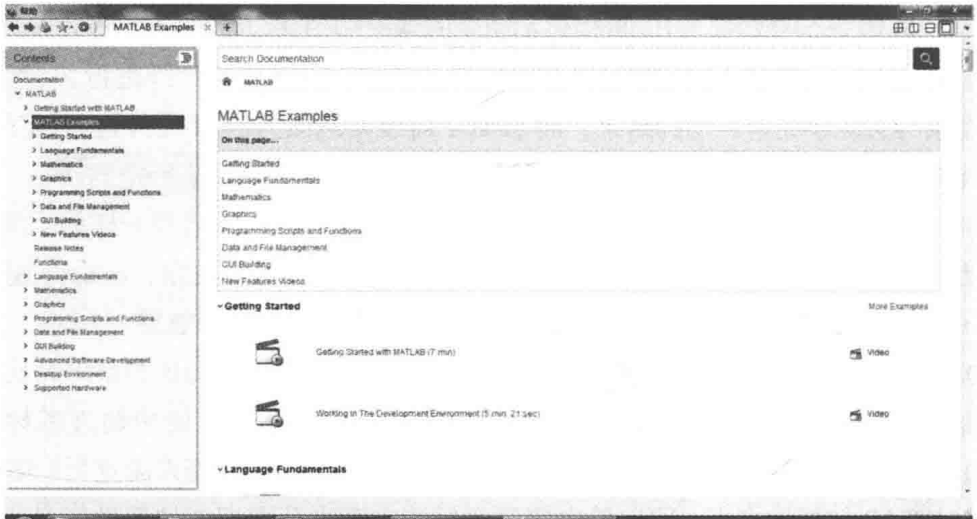 帮助
MATLAB Examples
Contents
Documentation
MATLAB
Getting Started with MATLAB
MATLAB Examples
Getting Started
Language Fundamentals
Mathematics
Graphics
Programming Scripts and Functions
Data and File Management
GUI Building
New Features Videos
Release Notes
Functions
Language Fundamentals
Mathematics
Graphics
Programming Scripts and Functions
Data and File Management
GUI Building
Advanced Software Development
Desktop Environment
Supported Hardware
Search Documentation
MATLAB
MATLAB Examples
On this page...
Getting Started
Language Fundamentals
Mathematics
Graphics
Programming Scripts and Functions
Data and File Management
GUI Building
New Features Videos
Getting Started
More Examples
Getting Started with MATLAB (7 min)
Video
Working in The Development Environment (5 min, 21 sec)
Video
Language Fundamentals